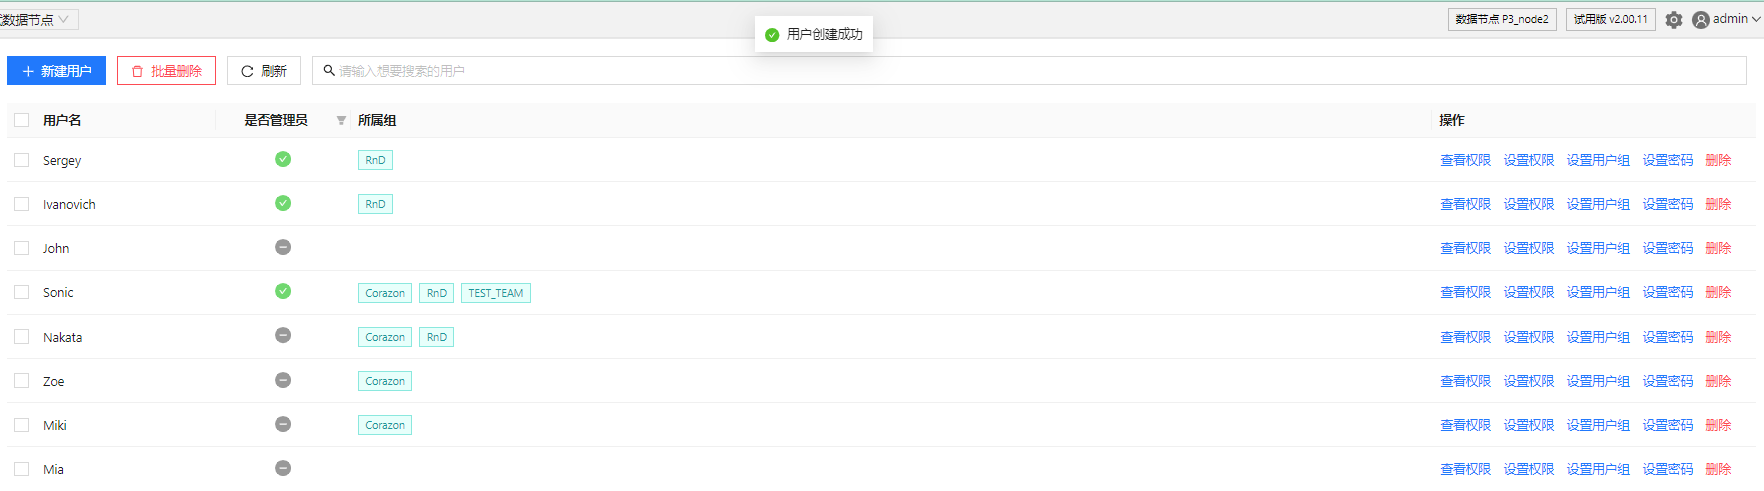 数据节点
用户创建成功
数据节点 P3_node2
试用版 v2.00.11
admin
新建用户
批量删除
刷新
请输入想要搜索的用户
用户名 是否管理员 所属组 操作
Sergey RnD 查看权限 设置权限 设置用户组 设置密码 删除
Ivanovich RnD 查看权限 设置权限 设置用户组 设置密码 删除
John 查看权限 设置权限 设置用户组 设置密码 删除
Sonic Corazon RnD TEST_TEAM 查看权限 设置权限 设置用户组 设置密码 删除
Nakata Corazon RnD 查看权限 设置权限 设置用户组 设置密码 删除
Zoe Corazon 查看权限 设置权限 设置用户组 设置密码 删除
Miki Corazon 查看权限 设置权限 设置用户组 设置密码 删除
Mia 查看权限 设置权限 设置用户组 设置密码 删除